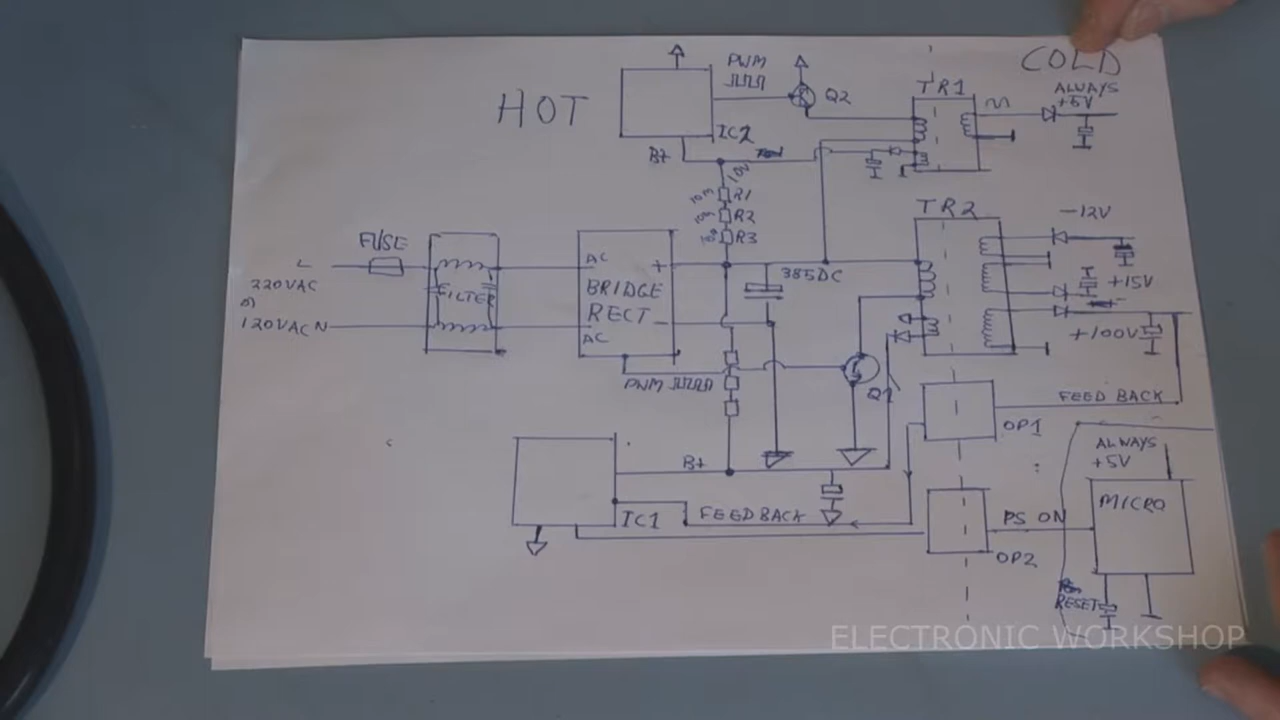 HOT
COLD
PWM
Q2
IC2
B+
TR1
ALWAYS
+5V
R1
R2
R3
TR2
-12V
+15V
+100V
FUSE
L
220VAC
120VAC N
FILTER
AC
BRIDGE
RECT
AC
+
-
385DC
PWM
Q1
FEED BACK
OP1
ALWAYS
+5V
B+
IC1
FEED BACK
PS ON
MICRO
OP2
RESET
ELECTRONIC WORKSHOP